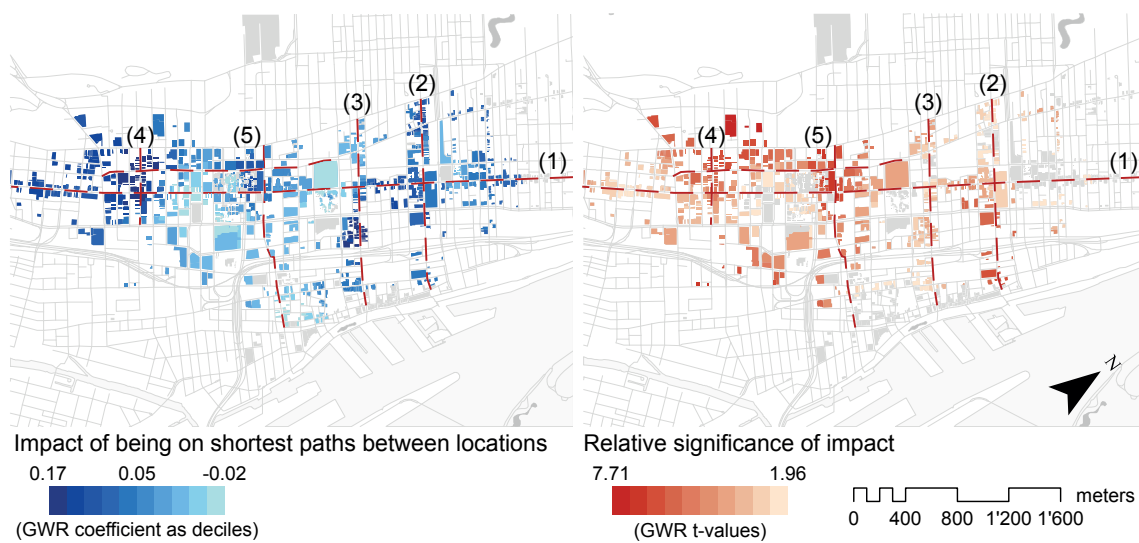 (2)
(3)
(4)
(5)
(1)
(2)
(3)
(4)
(5)
(1)
N
Impact of being on shortest paths between locations
0.17 0.05 -0.02
(GWR coefficient as deciles)
Relative significance of impact
7.71 1.96
(GWR t-values)
meters
0 400 800 1'200 1'600